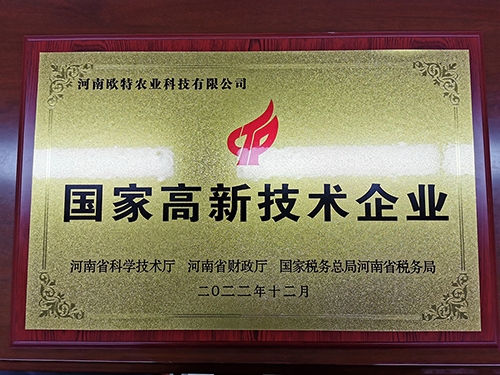 河南欧特农业科技有限公司
国家高新技术企业
河南省科学技术厅 河南省财政厅 国家税务总局河南省税务局
二〇二二年十二月